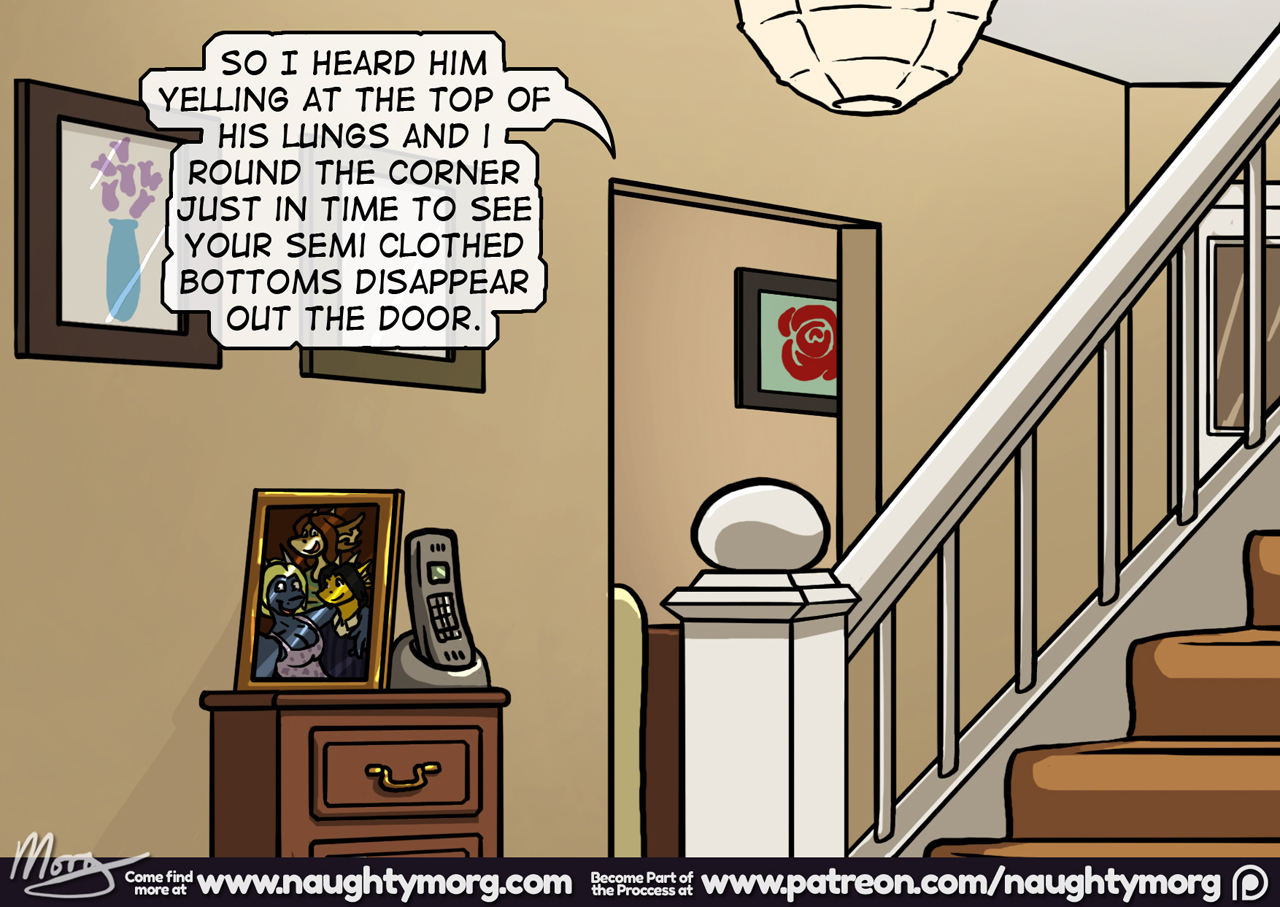 SO I HEARD HIM
YELLING AT THE TOP OF
HIS LUNGS AND I
ROUND THE CORNER
JUST IN TIME TO SEE
YOUR SEMI CLOTHED
BOTTOMS DISAPPEAR
OUT THE DOOR.
Morg
Come find
more at
www.naughtymorg.com
Become Part of
the Proccess at
www.patreon.com/naughtymorg